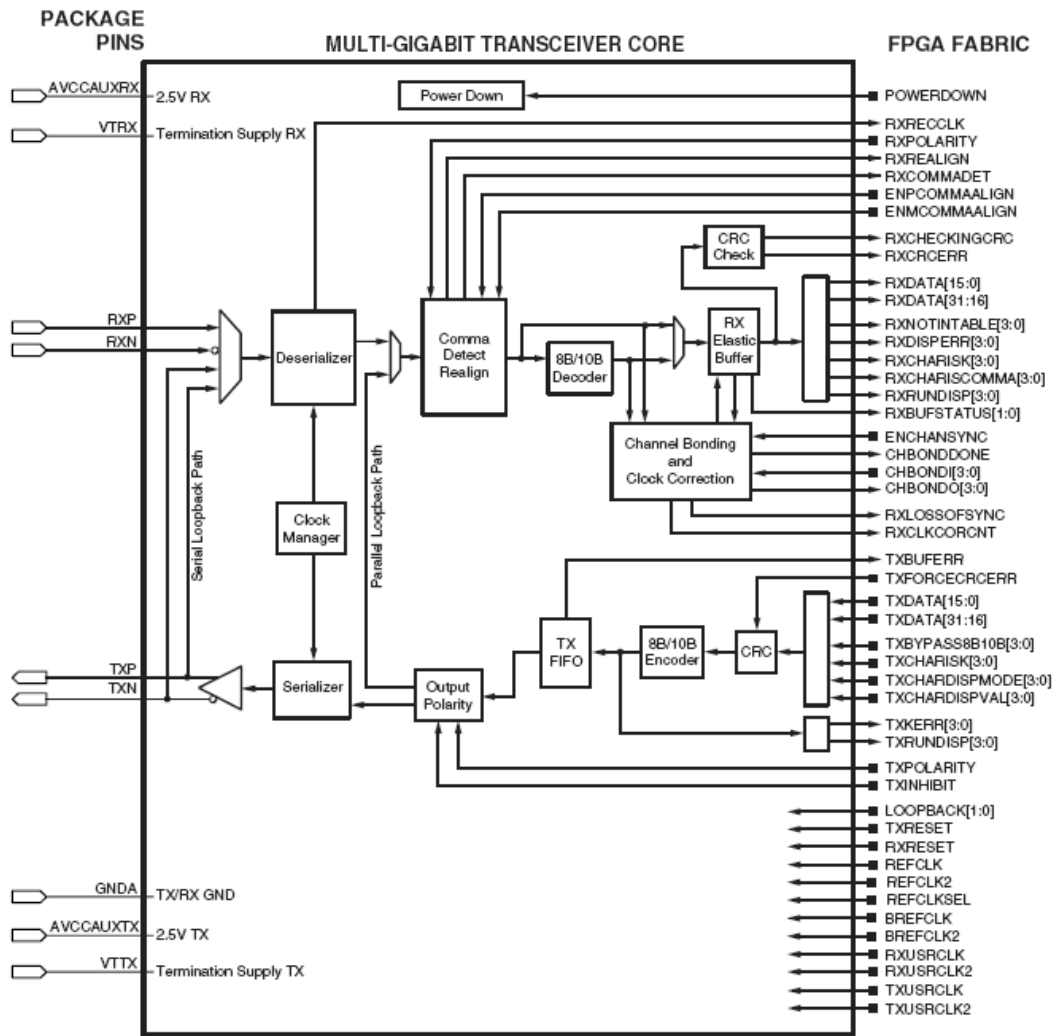 PACKAGE
PINS
MULTI-GIGABIT TRANSCEIVER CORE
FPGA FABRIC
AVCCAUXRX
2.5V RX
Power Down
POWERDOWN
VTRX
Termination Supply RX
RXRECCLK
RXPOLARITY
RXREALIGN
RXCOMMADET
ENPCOMMAALIGN
ENMCOMMAALIGN
CRC
Check
RXCHECKINGCRC
RXCRCERR
RXDATA[15:0]
RXDATA[31:16]
RXP
RXN
Deserializer
Comma
Detect
Realign
8B/10B
Decoder
RX
Elastic
Buffer
RXNOTINTABLE[3:0]
RXDISPERR[3:0]
RXCHARISK[3:0]
RXCHARISCOMMA[3:0]
RXRUNDISP[3:0]
RXBUFSTATUS[1:0]
Channel Bonding
and
Clock Correction
ENCHANSYNC
CHBONDDONE
CHBONDI[3:0]
CHBONDO[3:0]
RXLOSSOFSYNC
RXCLKCORCNT
Serial Loopback Path
Clock
Manager
Parallel Loopback Path
TXBUFERR
TXFORCECRCERR
TXDATA[15:0]
TXDATA[31:16]
TX
FIFO
8B/10B
Encoder
CRC
TXBYPASS8B10B[3:0]
TXCHARISK[3:0]
TXCHARDISPMODE[3:0]
TXCHARDISPVAL[3:0]
TXP
TXN
Serializer
Output
Polarity
TXKERR[3:0]
TXRUNDISP[3:0]
TXPOLARITY
TXINHIBIT
LOOPBACK[1:0]
TXRESET
RXRESET
REFCLK
REFCLK2
REFCLKSEL
BREFCLK
BREFCLK2
RXUSRCLK
RXUSRCLK2
TXUSRCLK
TXUSRCLK2
GNDA
TX/RX GND
AVCCAUXTX
2.5V TX
VTTX
Termination Supply TX